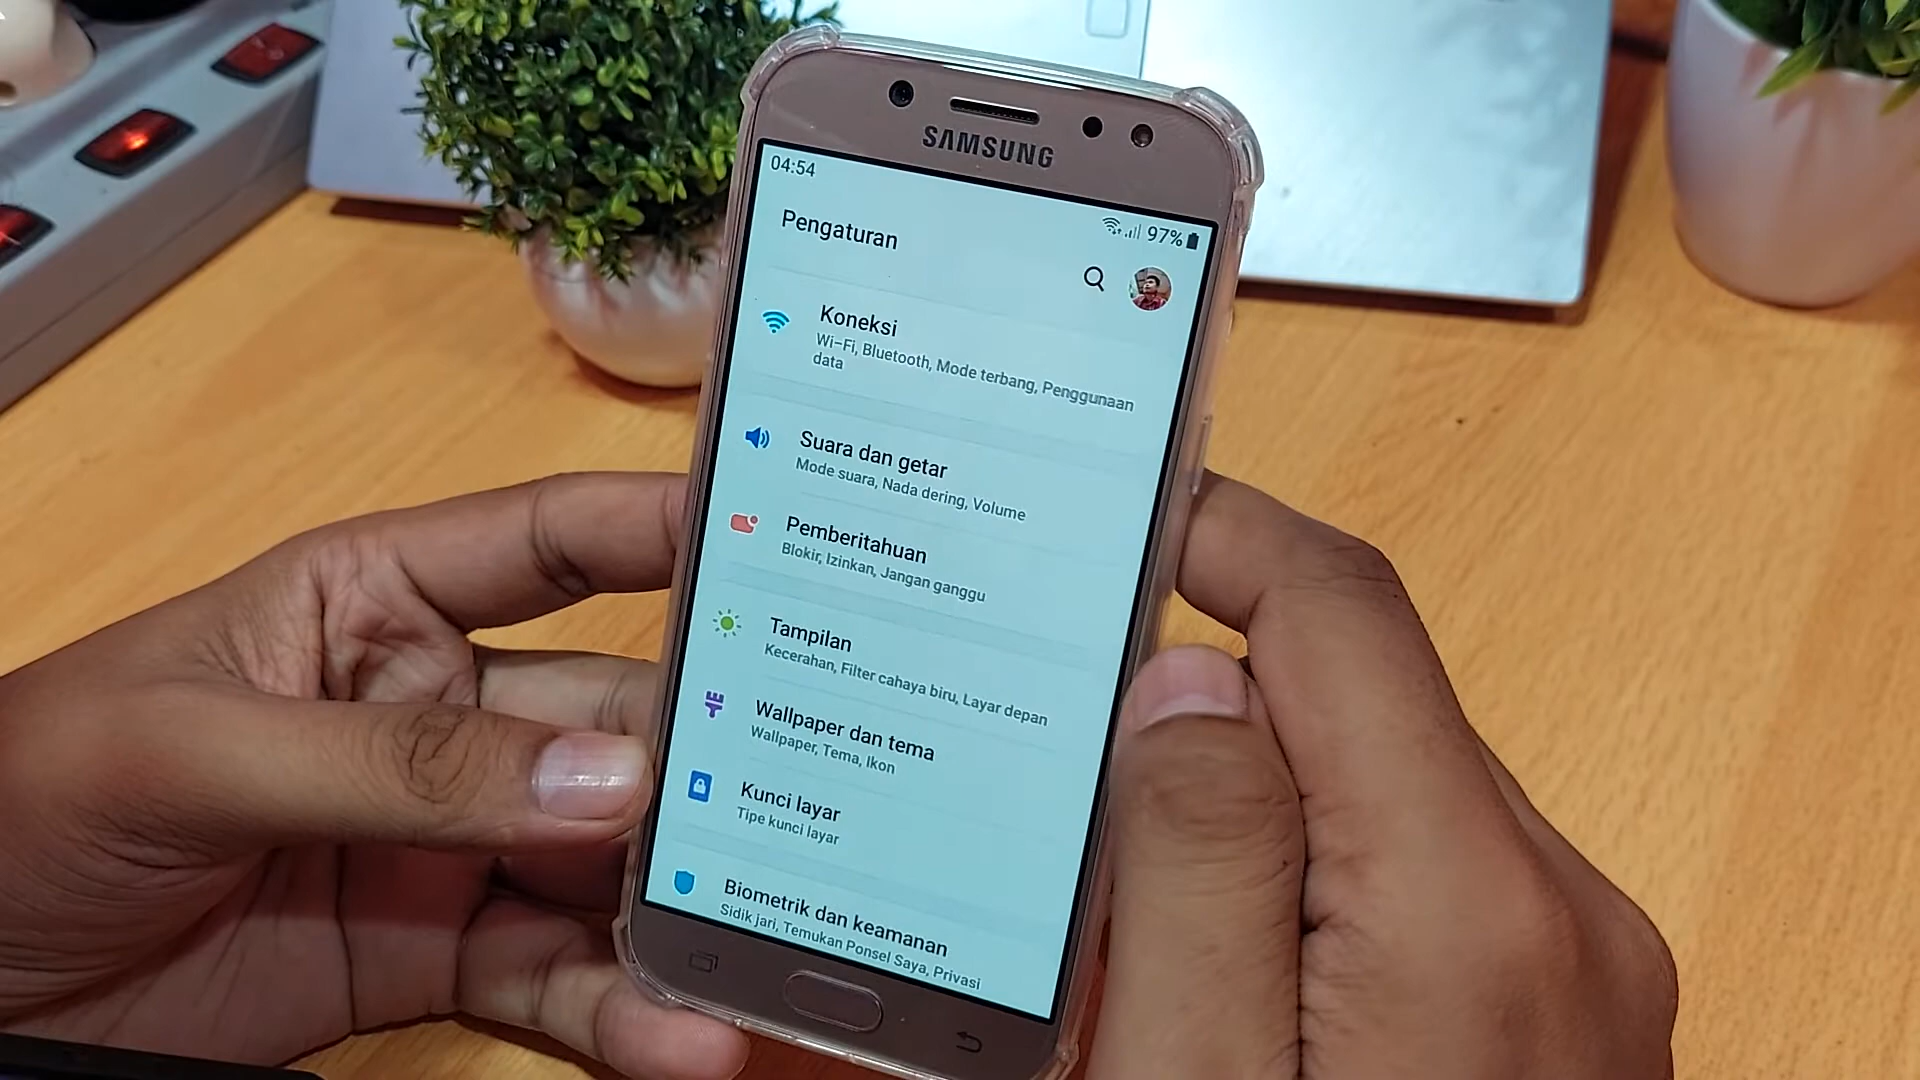 SAMSUNG
04:54
97%
Pengaturan
Koneksi
Wi-Fi, Bluetooth, Mode terbang, Penggunaan
data
Suara dan getar
Mode suara, Nada dering, Volume
Pemberitahuan
Blokir, Izinkan, Jangan ganggu
Tampilan
Kecerahan, Filter cahaya biru, Layar depan
Wallpaper dan tema
Wallpaper, Tema, Ikon
Kunci layar
Tipe kunci layar
Biometrik dan keamanan
Sidik jari, Temukan Ponsel Saya, Privasi